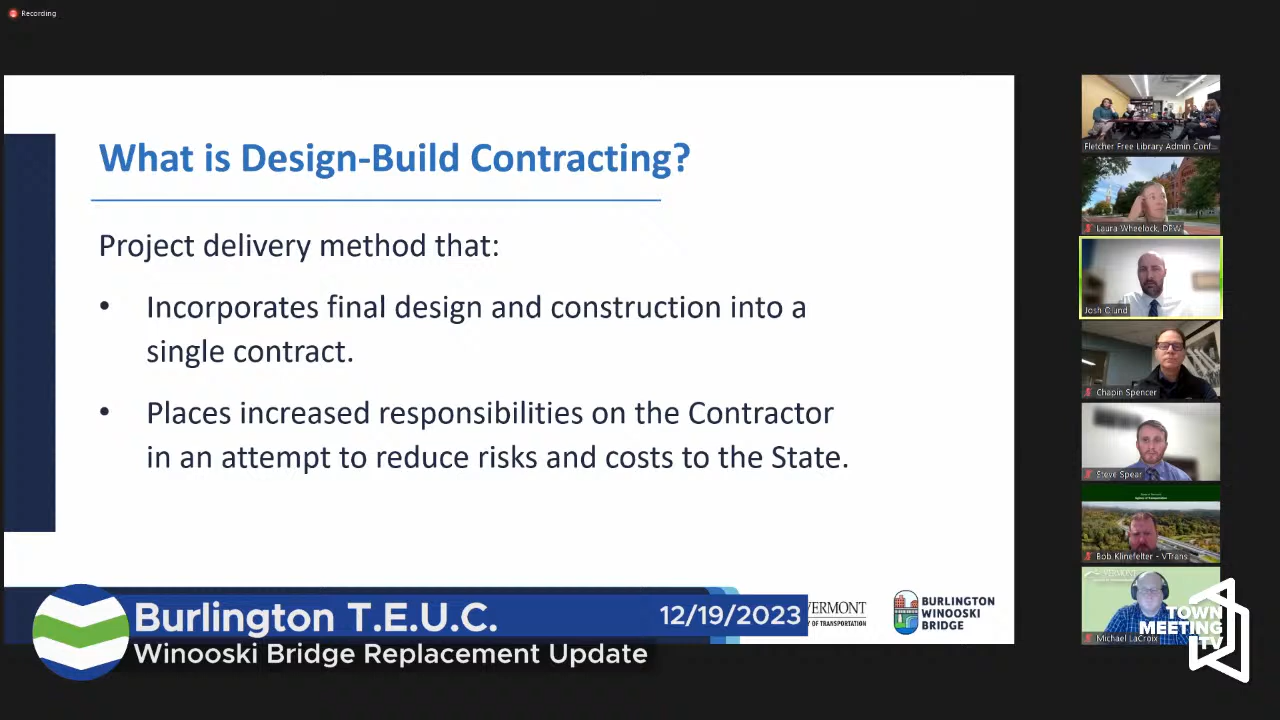 Recording
What is Design-Build Contracting?
Project delivery method that:
• Incorporates final design and construction into a
single contract.
• Places increased responsibilities on the Contractor
in an attempt to reduce risks and costs to the State.
Burlington T.E.U.C.
12/19/2023
Winooski Bridge Replacement Update
VERMONT
OF TRANSPORTATION
BURLINGTON
WINOOSKI
BRIDGE
Fletcher Free Library Admin Conf...
Laura Wheelock, DPW
Josh Olund
Chapin Spencer
Steve Spear
Bob Klinefelter - VTrans
Michael LaCroix
TOWN
MEETING
TV